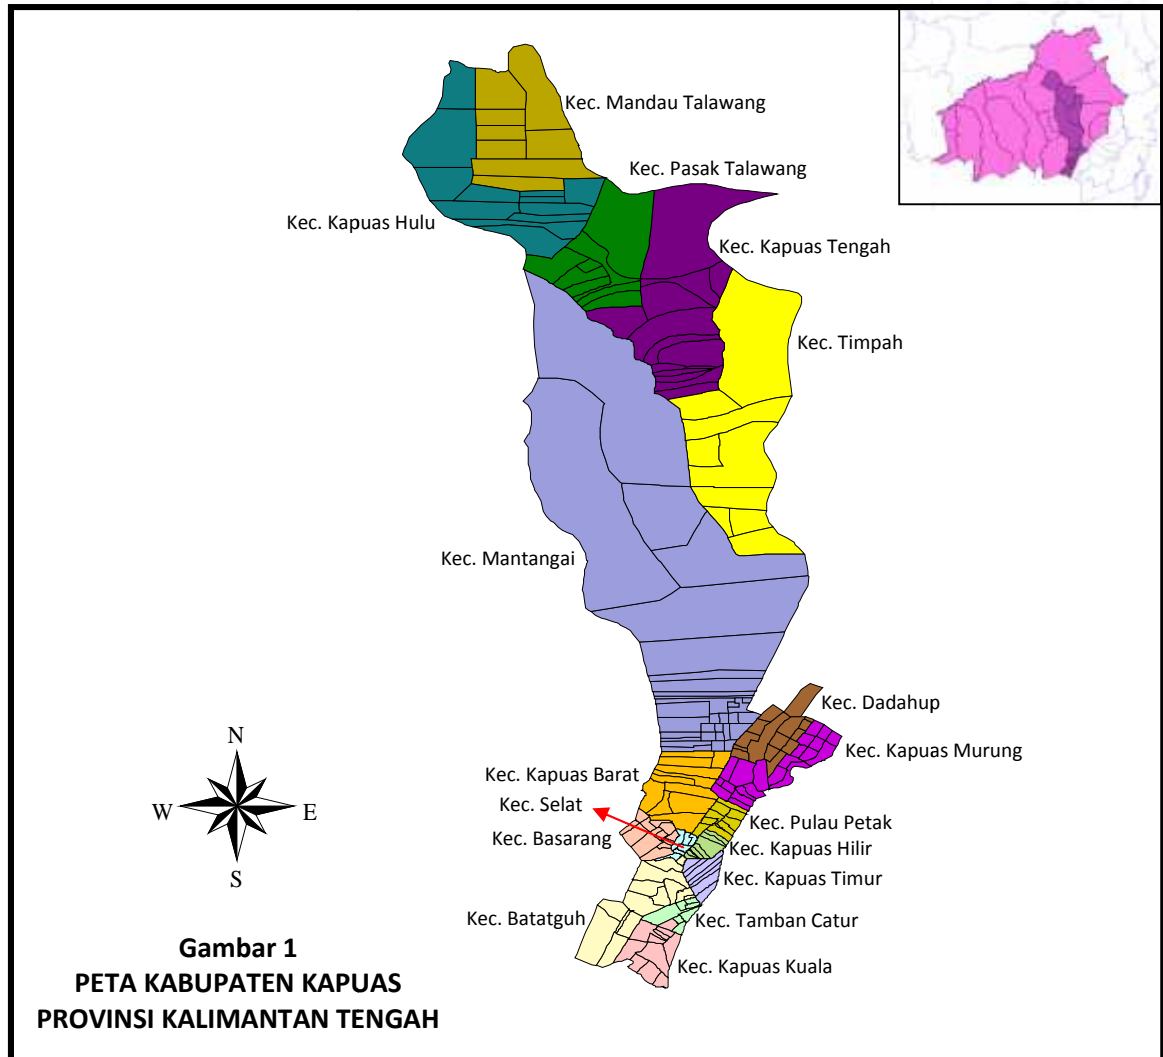 Kec. Mandau Talawang
Kec. Pasak Talawang
Kec. Kapuas Hulu
Kec. Kapuas Tengah
Kec. Timpah
Kec. Mantangai
Kec. Dadahup
Kec. Kapuas Murung
Kec. Kapuas Barat
Kec. Selat
Kec. Pulau Petak
Kec. Basarang
Kec. Kapuas Hilir
Kec. Kapuas Timur
Kec. Batatguh
Kec. Tamban Catur
Kec. Kapuas Kuala
N
W
E
S
Gambar 1
PETA KABUPATEN KAPUAS
PROVINSI KALIMANTAN TENGAH